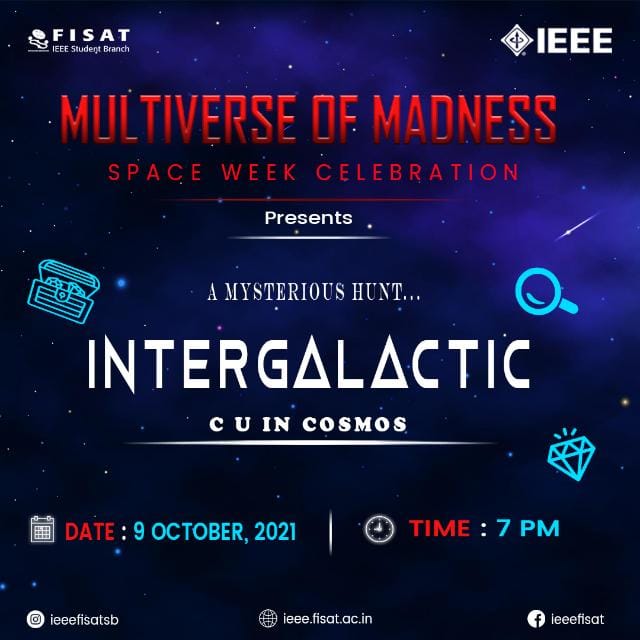 FISAT
IEEE Student Branch
IEEE
MULTIVERSE OF MADNESS
SPACE WEEK CELEBRATION
Presents
A MYSTERIOUS HUNT...
INTERGALACTIC
C U IN COSMOS
DATE : 9 OCTOBER, 2021
TIME : 7 PM
ieeefisatsb
ieee.fisat.ac.in
ieeefisat